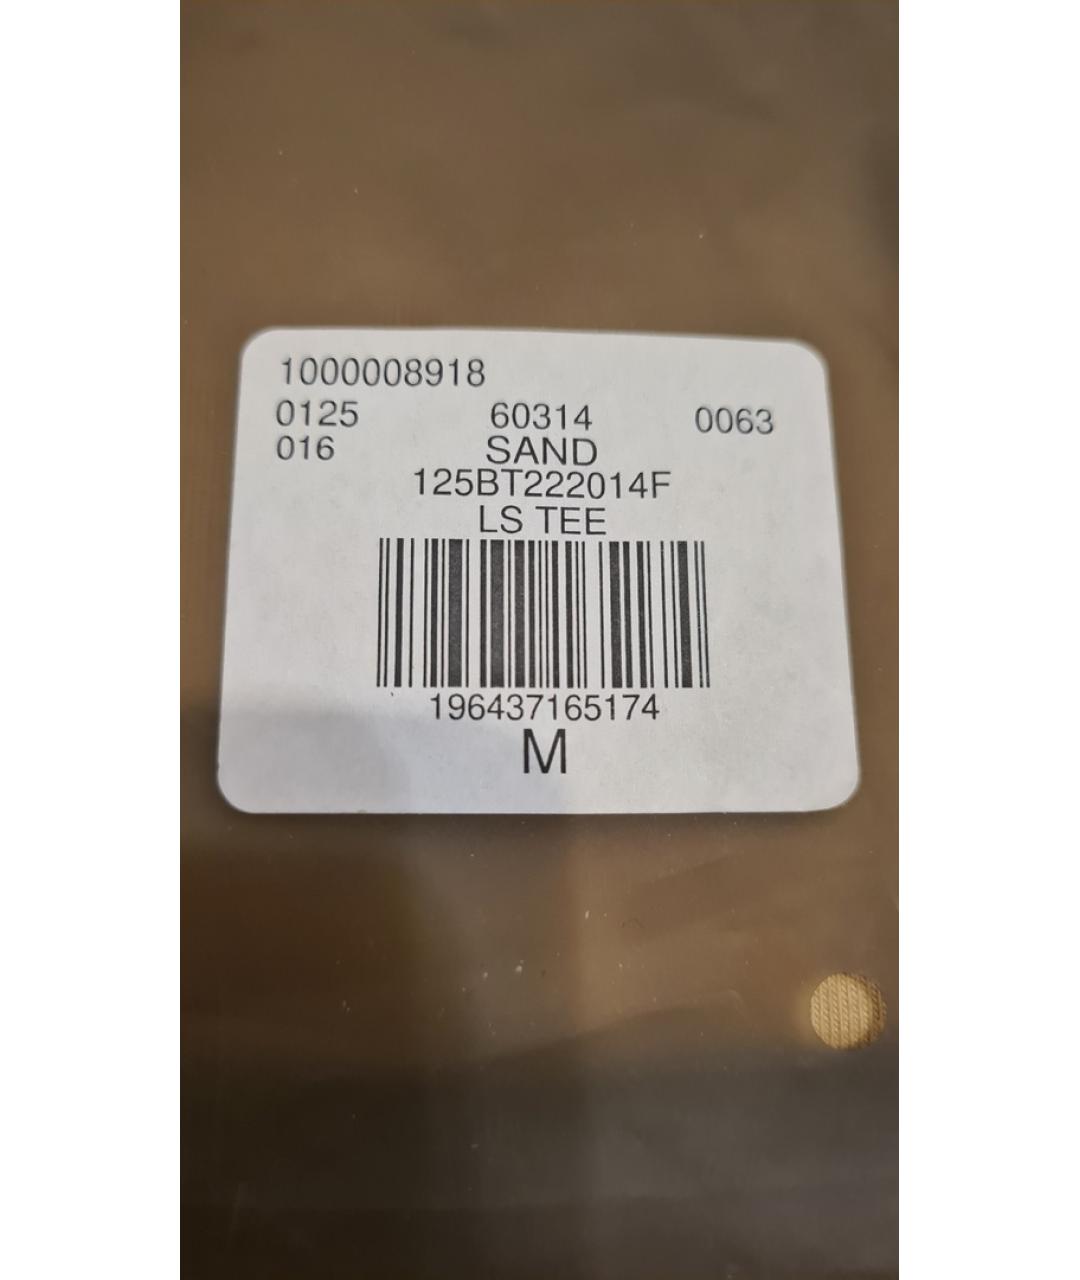 1000008918
0125 60314 0063
016 SAND
125BT222014F
LS TEE
196437165174
M